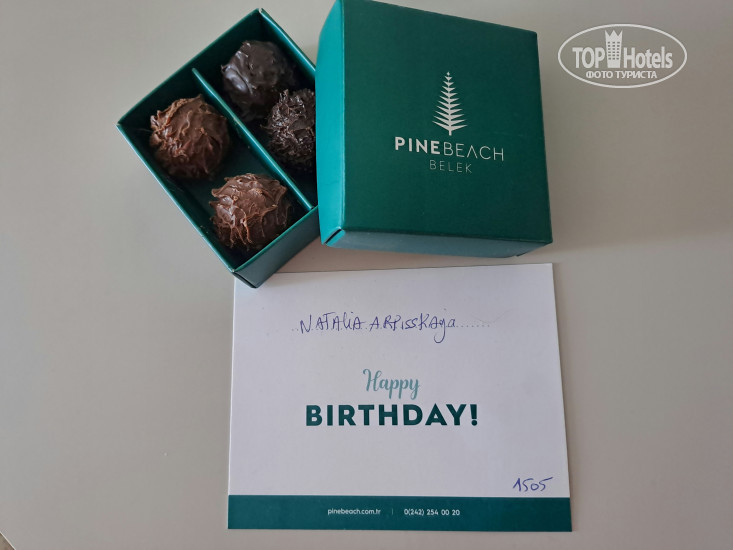 TOP Hotels
ФОТО ТУРИСТА
PINEBEACH
BELEK
NATALIA ARPISSKAJA
Happy
BIRTHDAY!
1505
pinebeach.com.tr | 0(242) 254 00 20